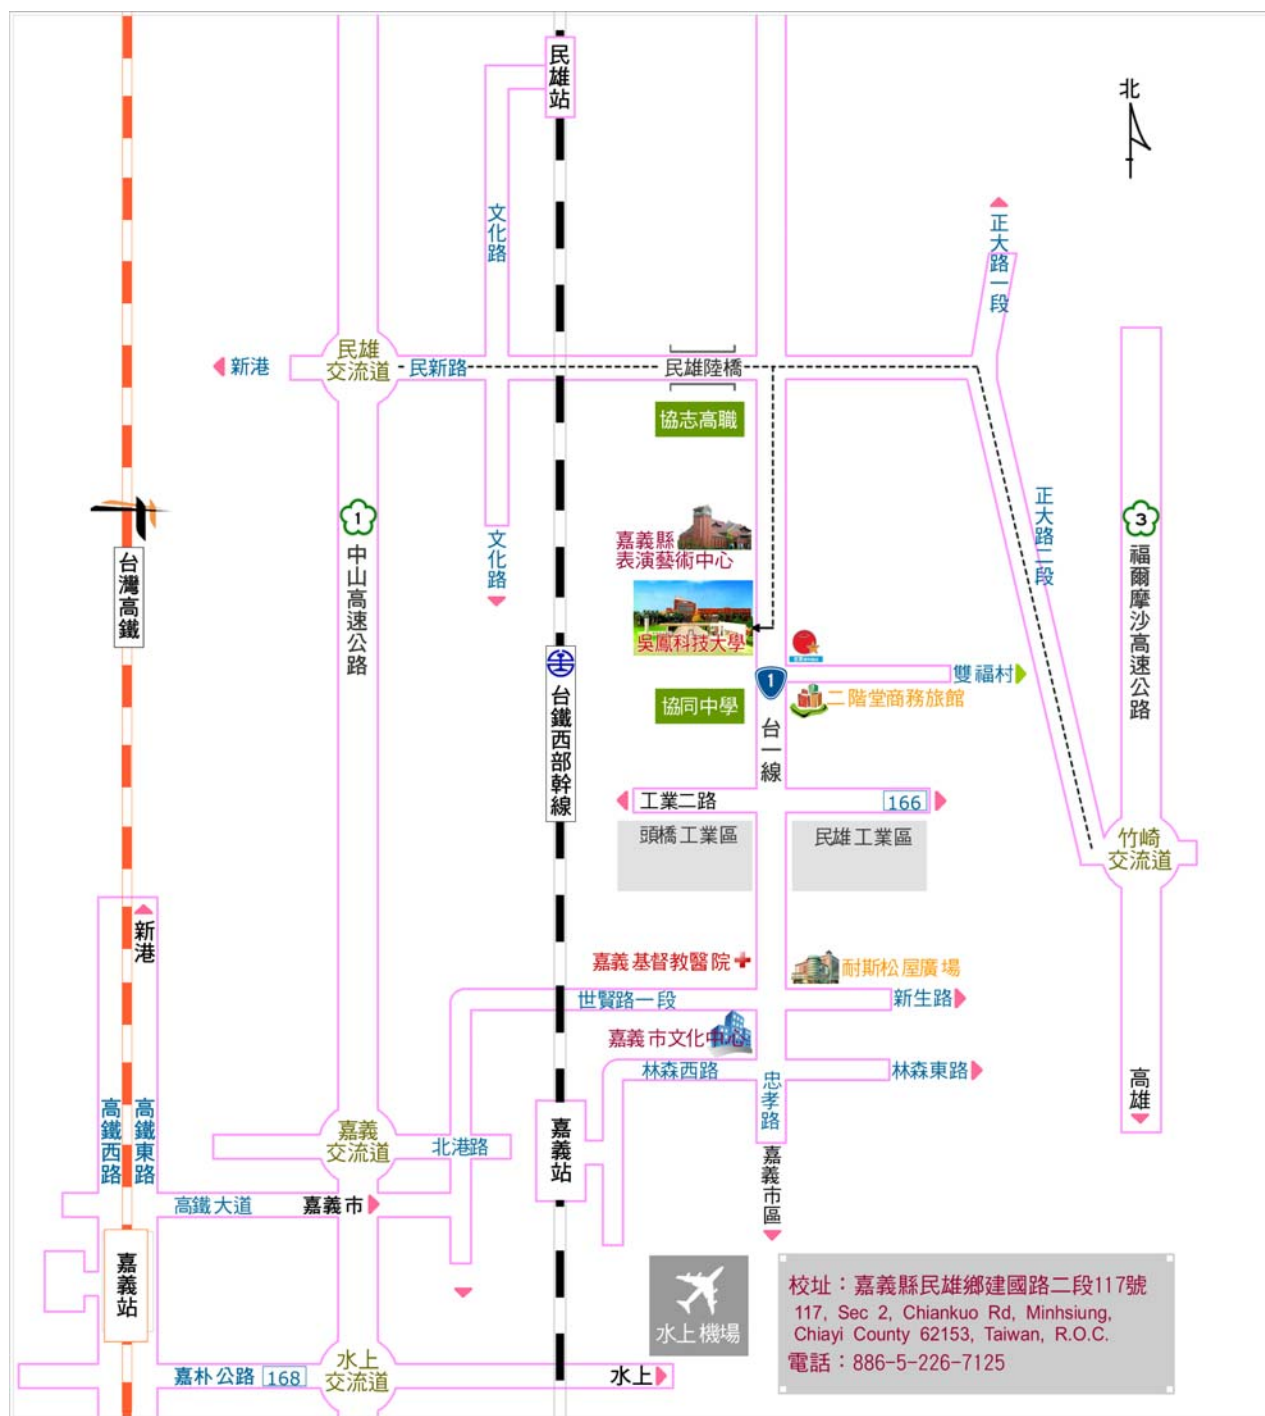 民雄站
北
文化路
正大路一段
民雄
交流道
新港
民新路
民雄陸橋
協志高職
正大路二段
1
3
中山高速公路
福爾摩沙高速公路
台灣高鐵
文化路
嘉義縣
表演藝術中心
吳鳳科技大學
台鐵西部幹線
1
台一線
雙福村
二階堂商務旅館
協同中學
工業二路
166
頭橋工業區
民雄工業區
竹崎
交流道
新港
嘉義基督教醫院
耐斯松屋廣場
世賢路一段
新生路
嘉義市文化中心
林森西路
忠孝路
林森東路
高雄
高鐵西路
高鐵東路
嘉義
交流道
北港路
嘉義站
嘉義市區
高鐵大道
嘉義市
嘉義站
水上機場
校址：嘉義縣民雄鄉建國路二段117號
117, Sec 2, Chiankuo Rd, Minhsiung,
Chiayi County 62153, Taiwan, R.O.C.
電話：886-5-226-7125
嘉朴公路
168
水上
交流道
水上